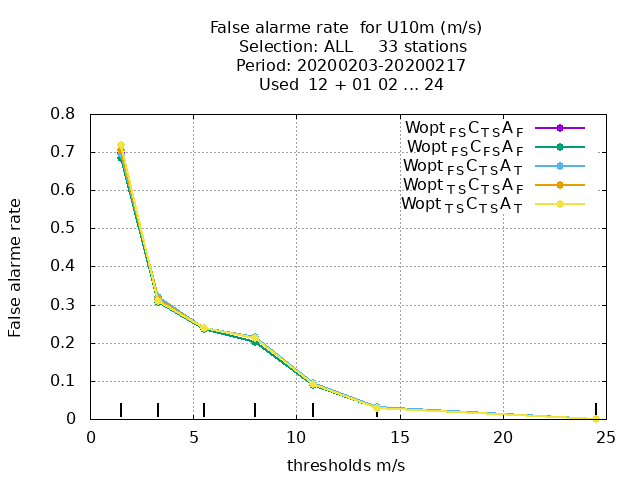 False alarme rate  for U10m (m/s)
Selection: ALL     33 stations
Period: 20200203-20200217
Used  12 + 01 02 ... 24
Wopt FS C TS A F
Wopt FS C FS A F
Wopt FS C TS A T
Wopt TS C TS A F
Wopt TS C TS A T
False alarme rate
0.8
0.7
0.6
0.5
0.4
0.3
0.2
0.1
0
0 5 10 15 20 25
thresholds m/s